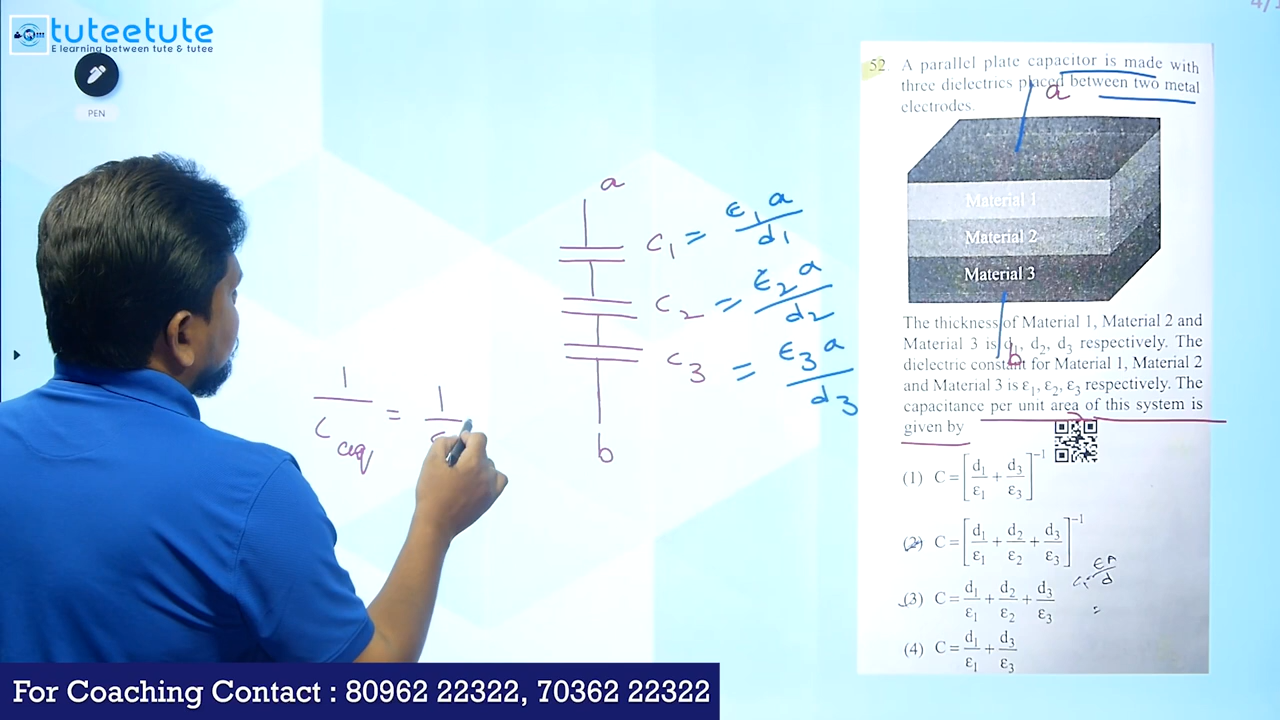 4/1
tuteetute
E learning between tute & tutee
PEN
52. A parallel plate capacitor is made with
three dielectrics placed between two metal
electrodes.
a
Material 1
Material 2
Material 3
b
The thickness of Material 1, Material 2 and
Material 3 is d₁, d₂, d₃ respectively. The
dielectric constant for Material 1, Material 2
and Material 3 is ε₁, ε₂, ε₃ respectively. The
capacitance per unit area of this system is
given by
(1) C = [d₁/ε₁ + d₃/ε₃]⁻¹
(2) C = [d₁/ε₁ + d₂/ε₂ + d₃/ε₃]⁻¹
(3) C = d₁/ε₁ + d₂/ε₂ + d₃/ε₃
(4) C = d₁/ε₁ + d₃/ε₃
a
C₁ = ε₁a/d₁
C₂ = ε₂a/d₂
C₃ = ε₃a/d₃
b
1/Ceq = 1/
For Coaching Contact : 80962 22322, 70362 22322